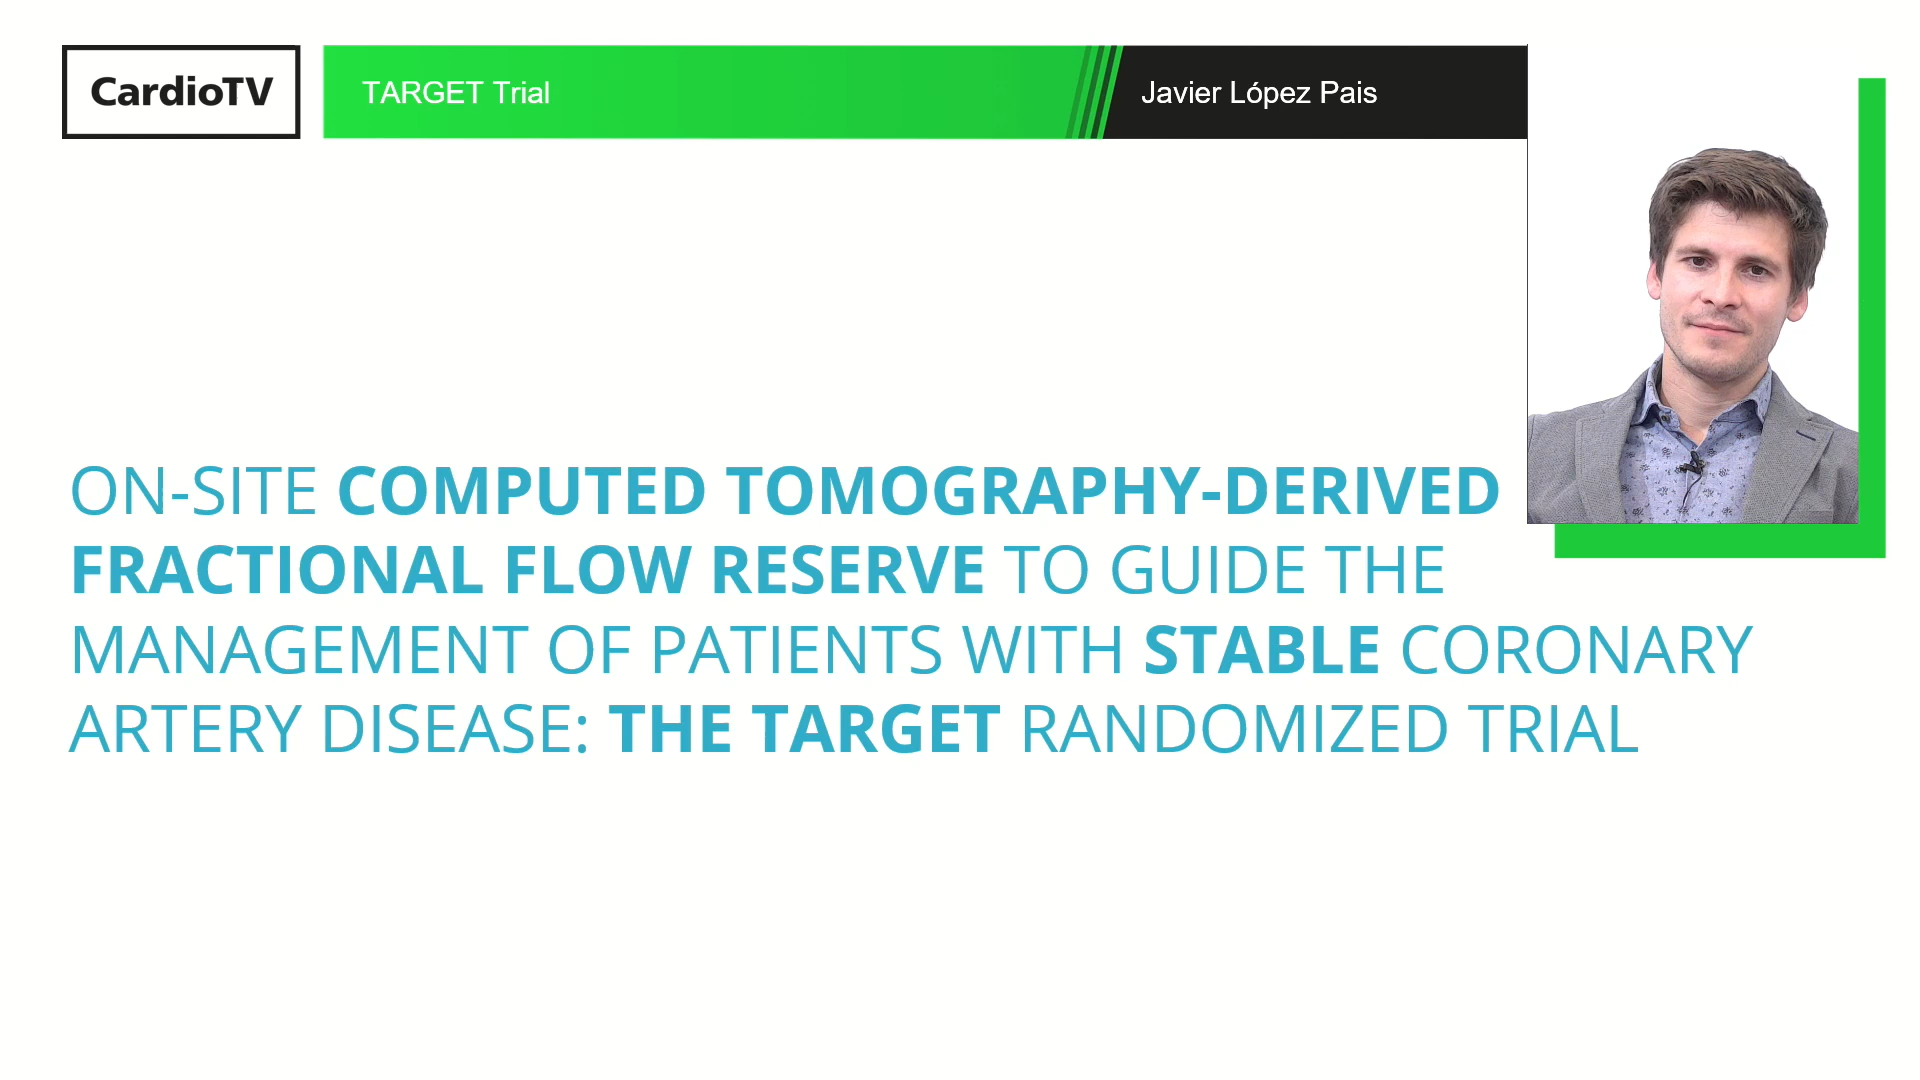 CardioTV
TARGET Trial
Javier López Pais
ON-SITE COMPUTED TOMOGRAPHY-DERIVED
FRACTIONAL FLOW RESERVE TO GUIDE THE
MANAGEMENT OF PATIENTS WITH STABLE CORONARY
ARTERY DISEASE: THE TARGET RANDOMIZED TRIAL